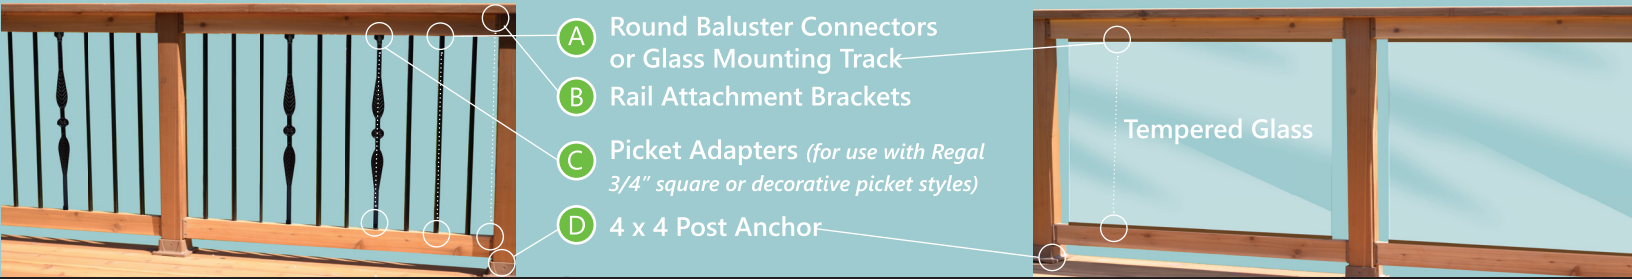 A
Round Baluster Connectors
or Glass Mounting Track
B
Rail Attachment Brackets
C
Picket Adapters (for use with Regal
3/4" square or decorative picket styles)
D
4 x 4 Post Anchor
Tempered Glass